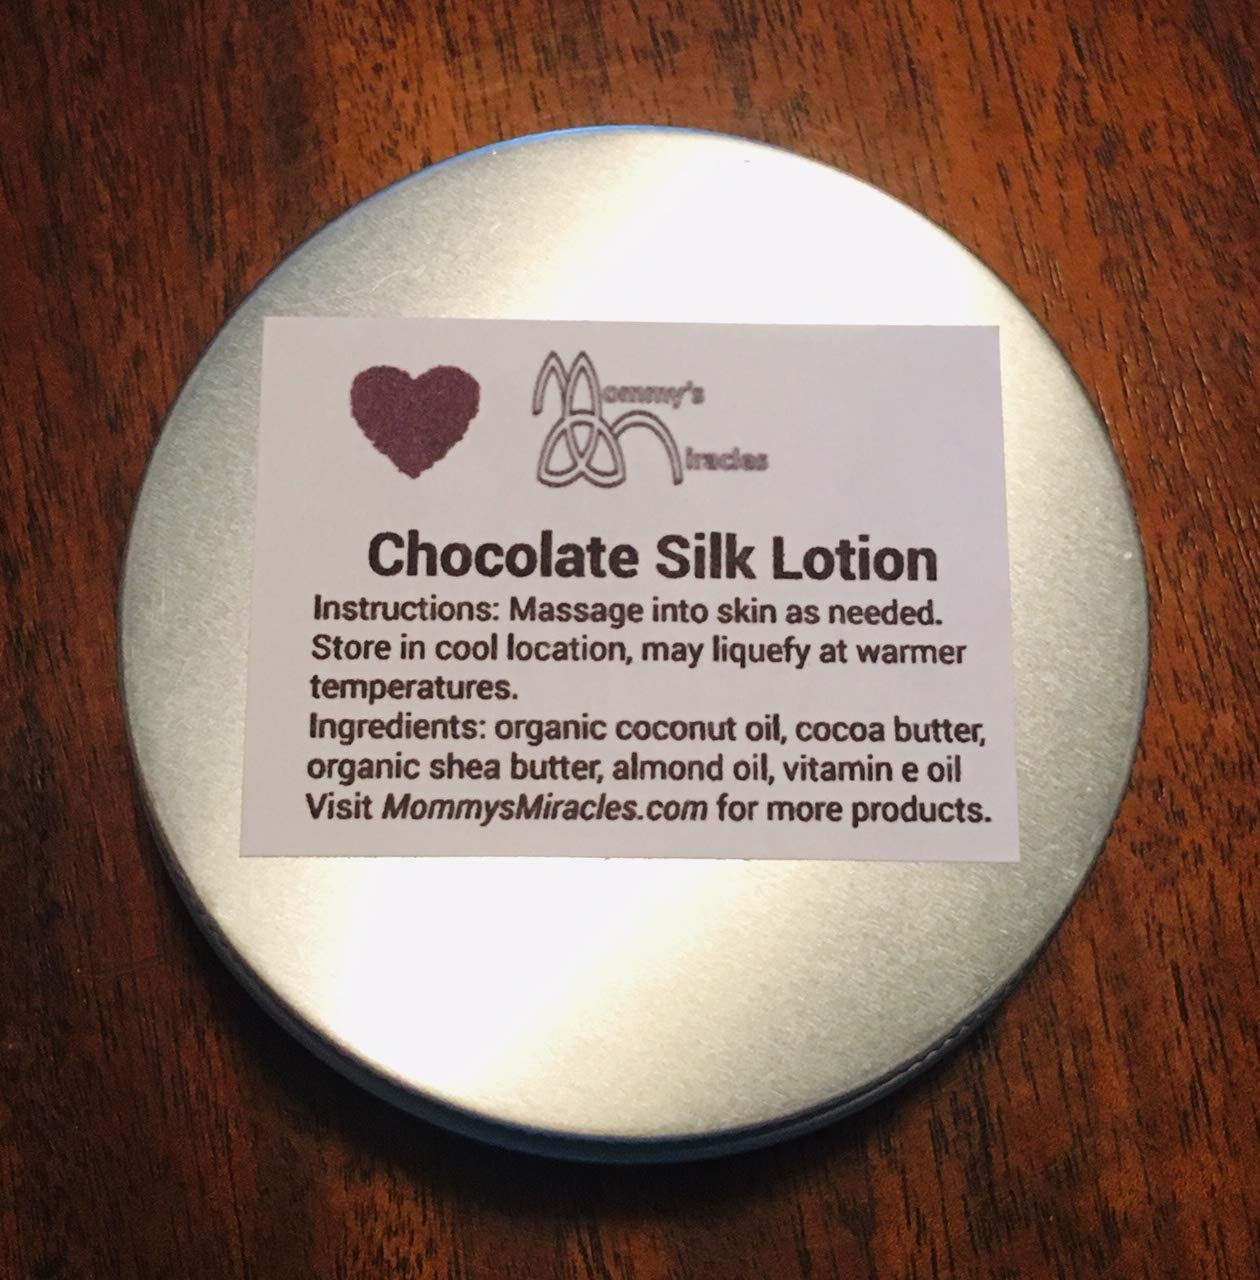 Mommy's
Miracles
Chocolate Silk Lotion
Instructions: Massage into skin as needed.
Store in cool location, may liquefy at warmer
temperatures.
Ingredients: organic coconut oil, cocoa butter,
organic shea butter, almond oil, vitamin e oil
Visit MommysMiracles.com for more products.